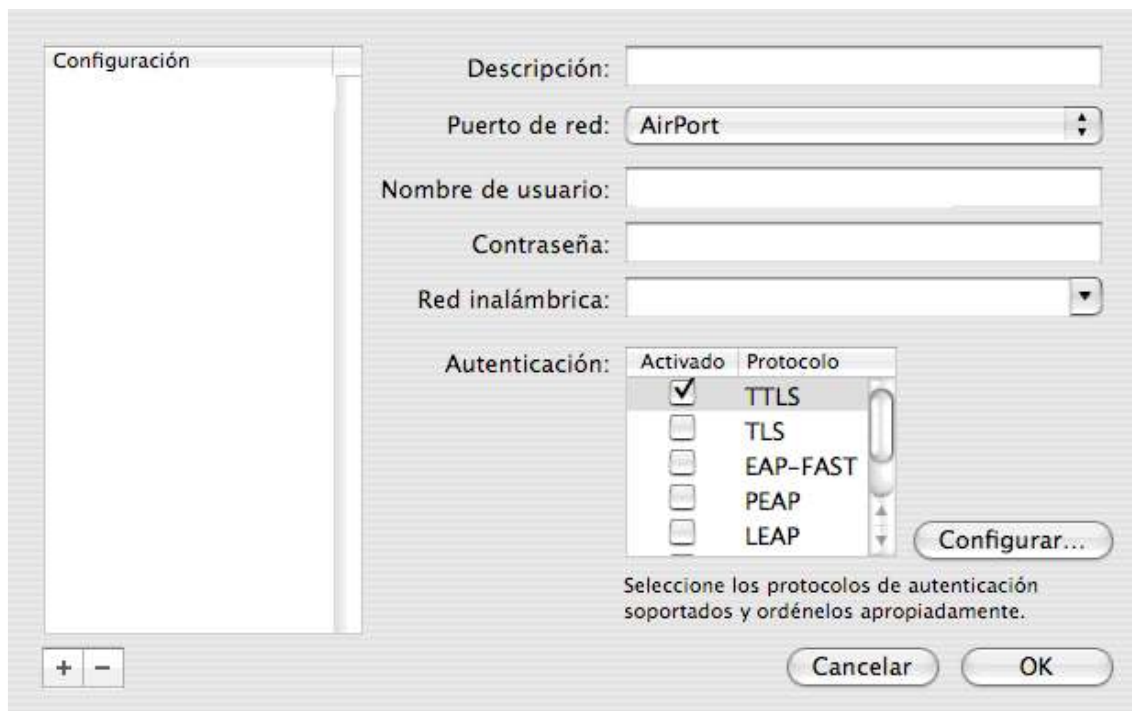 Configuración
Descripción:
Puerto de red: AirPort
Nombre de usuario:
Contraseña:
Red inalámbrica:
Autenticación:
Activado Protocolo
TTLS
TLS
EAP-FAST
PEAP
LEAP
Configurar...
Seleccione los protocolos de autenticación
soportados y ordénelos apropiadamente.
+ −
Cancelar OK